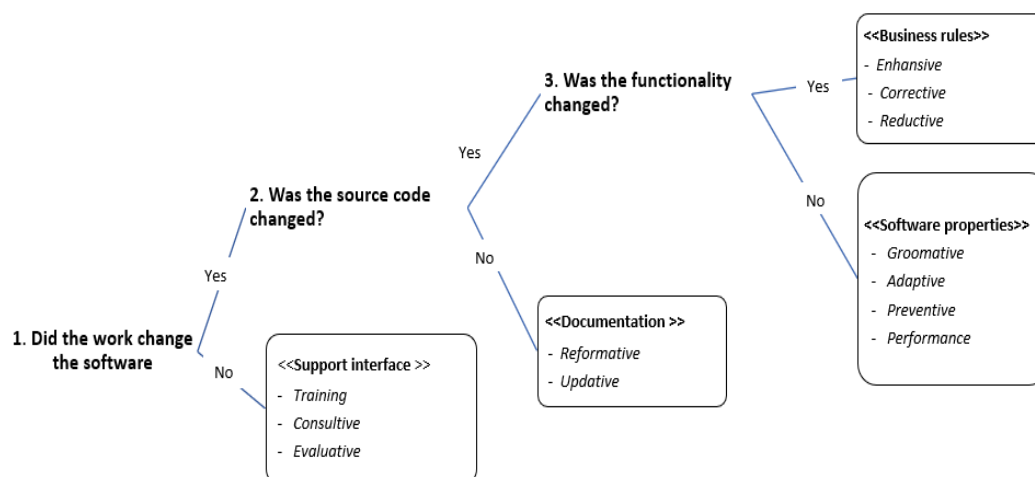 <<Business rules>>
- Enhansive
- Corrective
- Reductive
3. Was the functionality
changed?
Yes
No
<<Software properties>>
- Groomative
- Adaptive
- Preventive
- Performance
Yes
2. Was the source code
changed?
No
<<Documentation >>
- Reformative
- Updative
Yes
1. Did the work change
the software
No
<<Support interface >>
- Training
- Consultive
- Evaluative